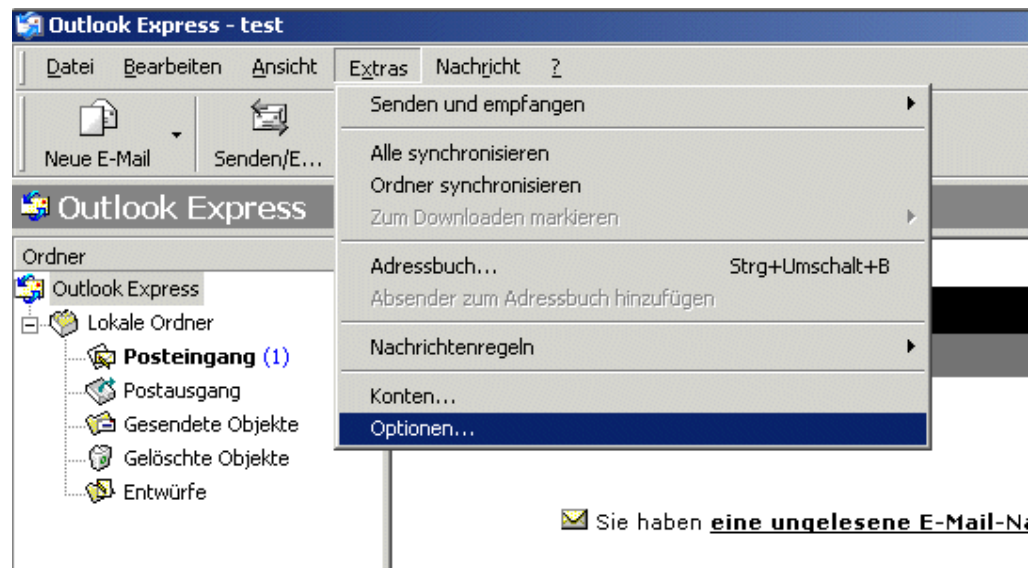 Outlook Express - test
Datei Bearbeiten Ansicht Extras Nachricht ?
Neue E-Mail Senden/E...
Senden und empfangen
Alle synchronisieren
Ordner synchronisieren
Zum Downloaden markieren
Adressbuch... Strg+Umschalt+B
Absender zum Adressbuch hinzufügen
Nachrichtenregeln
Konten...
Optionen...
Outlook Express
Ordner
Outlook Express
Lokale Ordner
Posteingang (1)
Postausgang
Gesendete Objekte
Gelöschte Objekte
Entwürfe
Sie haben eine ungelesene E-Mail-Na